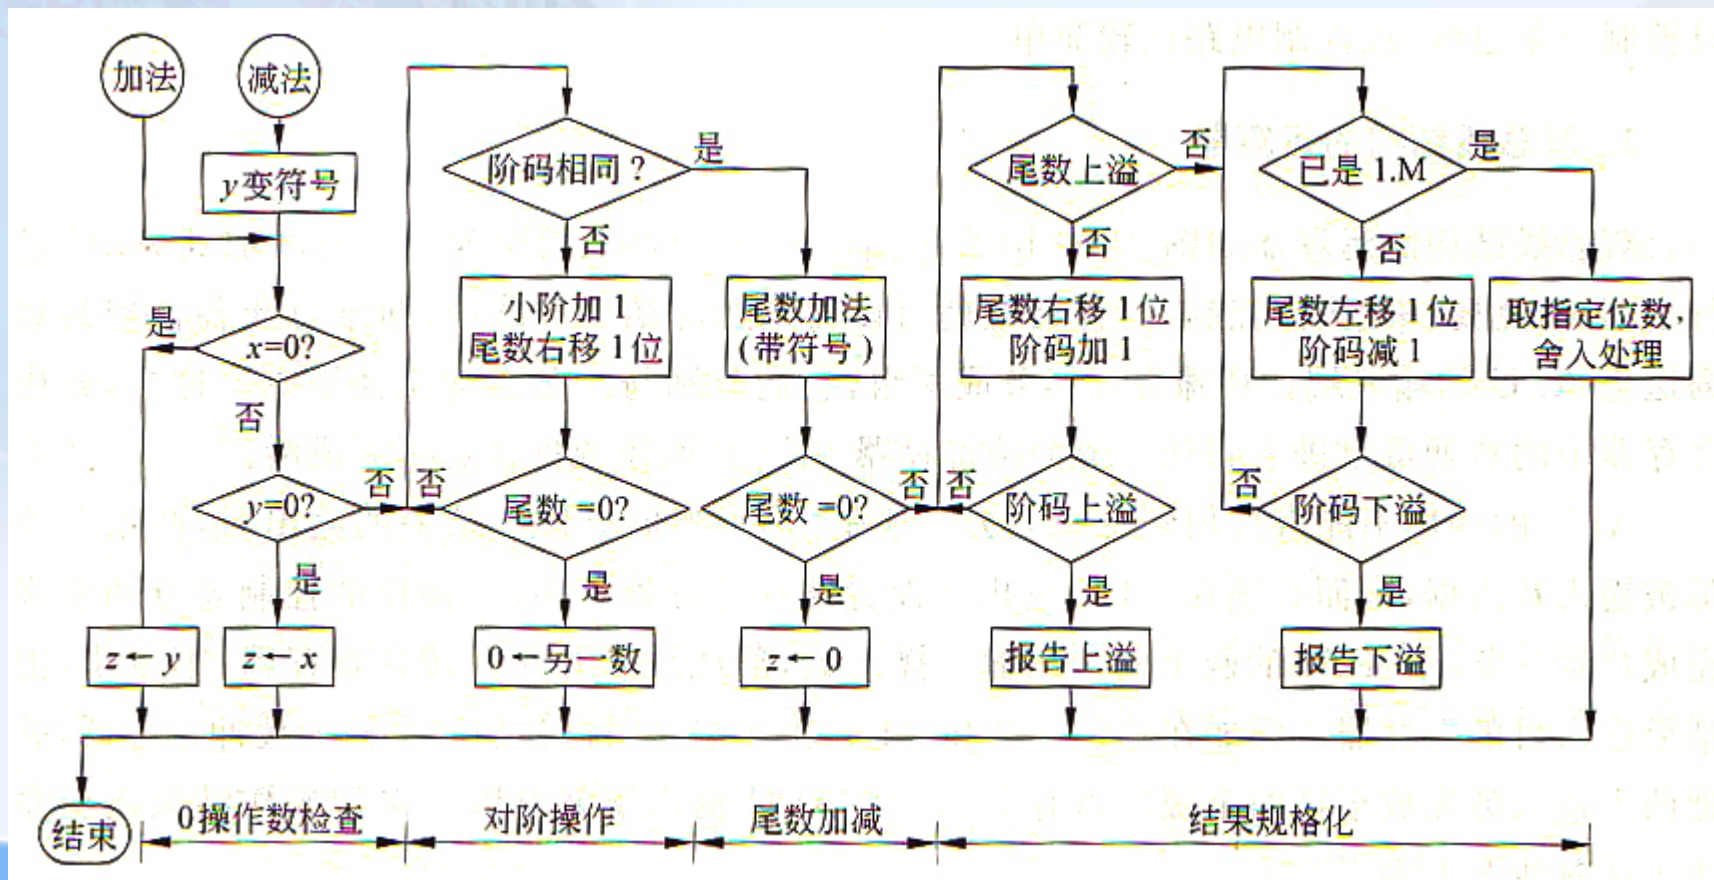 加法
减法
y变符号
是
x=0?
否
y=0?
否
是
z←y
z←x
阶码相同?
是
否
小阶加1
尾数右移1位
尾数加法
(带符号)
否
尾数=0?
是
0←另一数
尾数=0?
否
是
z←0
尾数上溢
否
否
尾数右移1位
阶码加1
否
阶码上溢
是
报告上溢
已是1.M
是
否
尾数左移1位
阶码减1
取指定位数,
舍入处理
否
阶码下溢
是
报告下溢
结束
0操作数检查
对阶操作
尾数加减
结果规格化